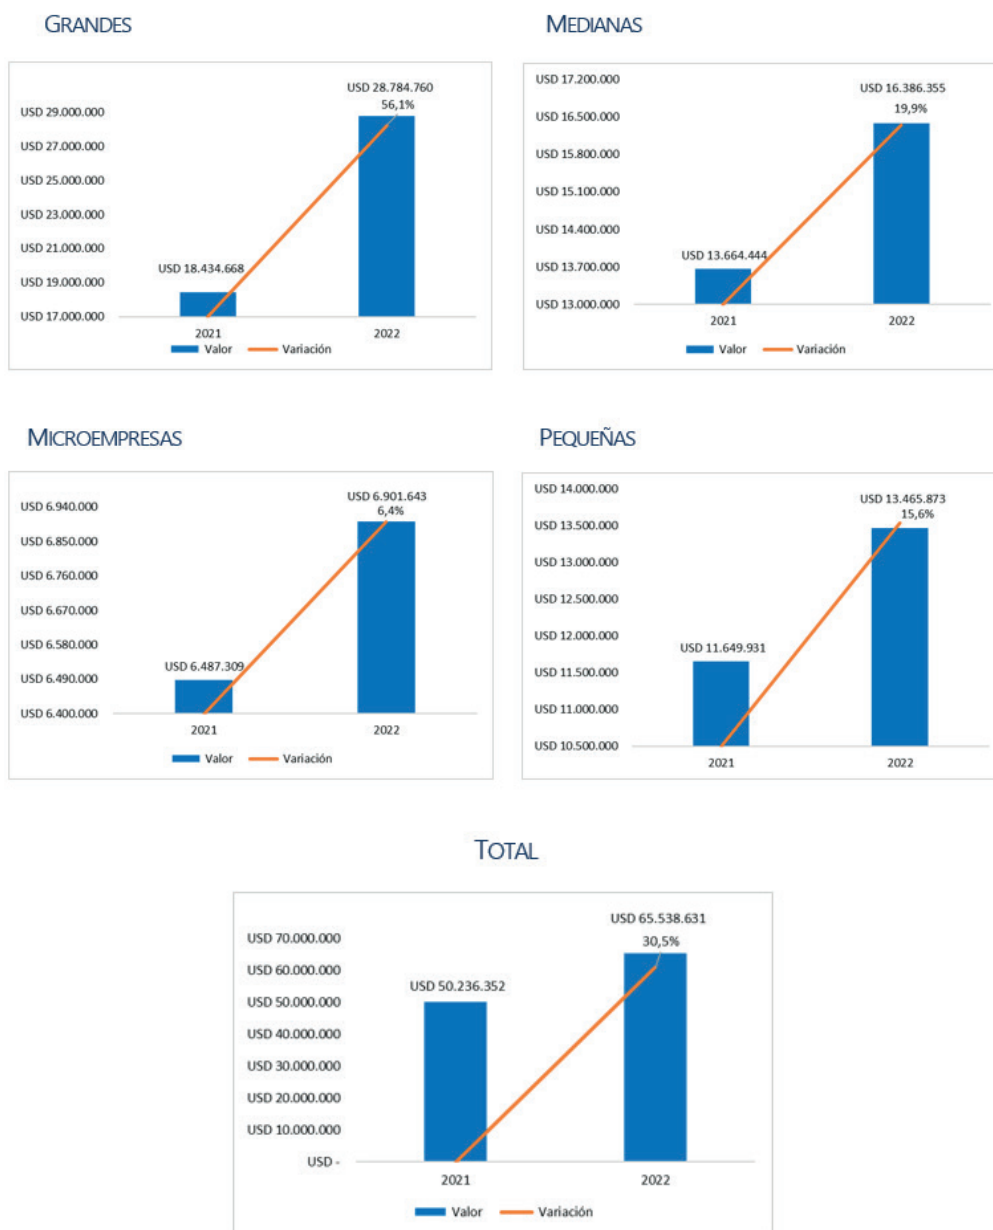 GRANDES
USD 28.784.760
56,1%
USD 29.000.000
USD 27.000.000
USD 25.000.000
USD 23.000.000
USD 21.000.000
USD 19.000.000
USD 17.000.000
USD 18.434.668
2021
2022
Valor
Variación
MEDIANAS
USD 17.200.000
USD 16.500.000
USD 15.800.000
USD 15.100.000
USD 14.400.000
USD 13.700.000
USD 13.000.000
USD 16.386.355
19,9%
USD 13.664.444
2021
2022
Valor
Variación
MICROEMPRESAS
USD 6.940.000
USD 6.850.000
USD 6.760.000
USD 6.670.000
USD 6.580.000
USD 6.490.000
USD 6.400.000
USD 6.901.643
6,4%
USD 6.487.309
2021
2022
Valor
Variación
PEQUEÑAS
USD 14.000.000
USD 13.500.000
USD 13.000.000
USD 12.500.000
USD 12.000.000
USD 11.500.000
USD 11.000.000
USD 10.500.000
USD 13.465.873
15,6%
USD 11.649.931
2021
2022
TOTAL
USD 70.000.000
USD 60.000.000
USD 50.000.000
USD 40.000.000
USD 30.000.000
USD 20.000.000
USD 10.000.000
USD -
USD 65.538.631
30,5%
USD 50.236.352
2021
2022
Valor
Variación